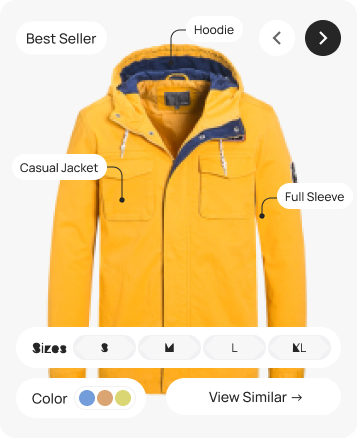 Hoodie
Best Seller
Casual Jacket
Full Sleeve
Sizes S M L XL
Color View Similar →